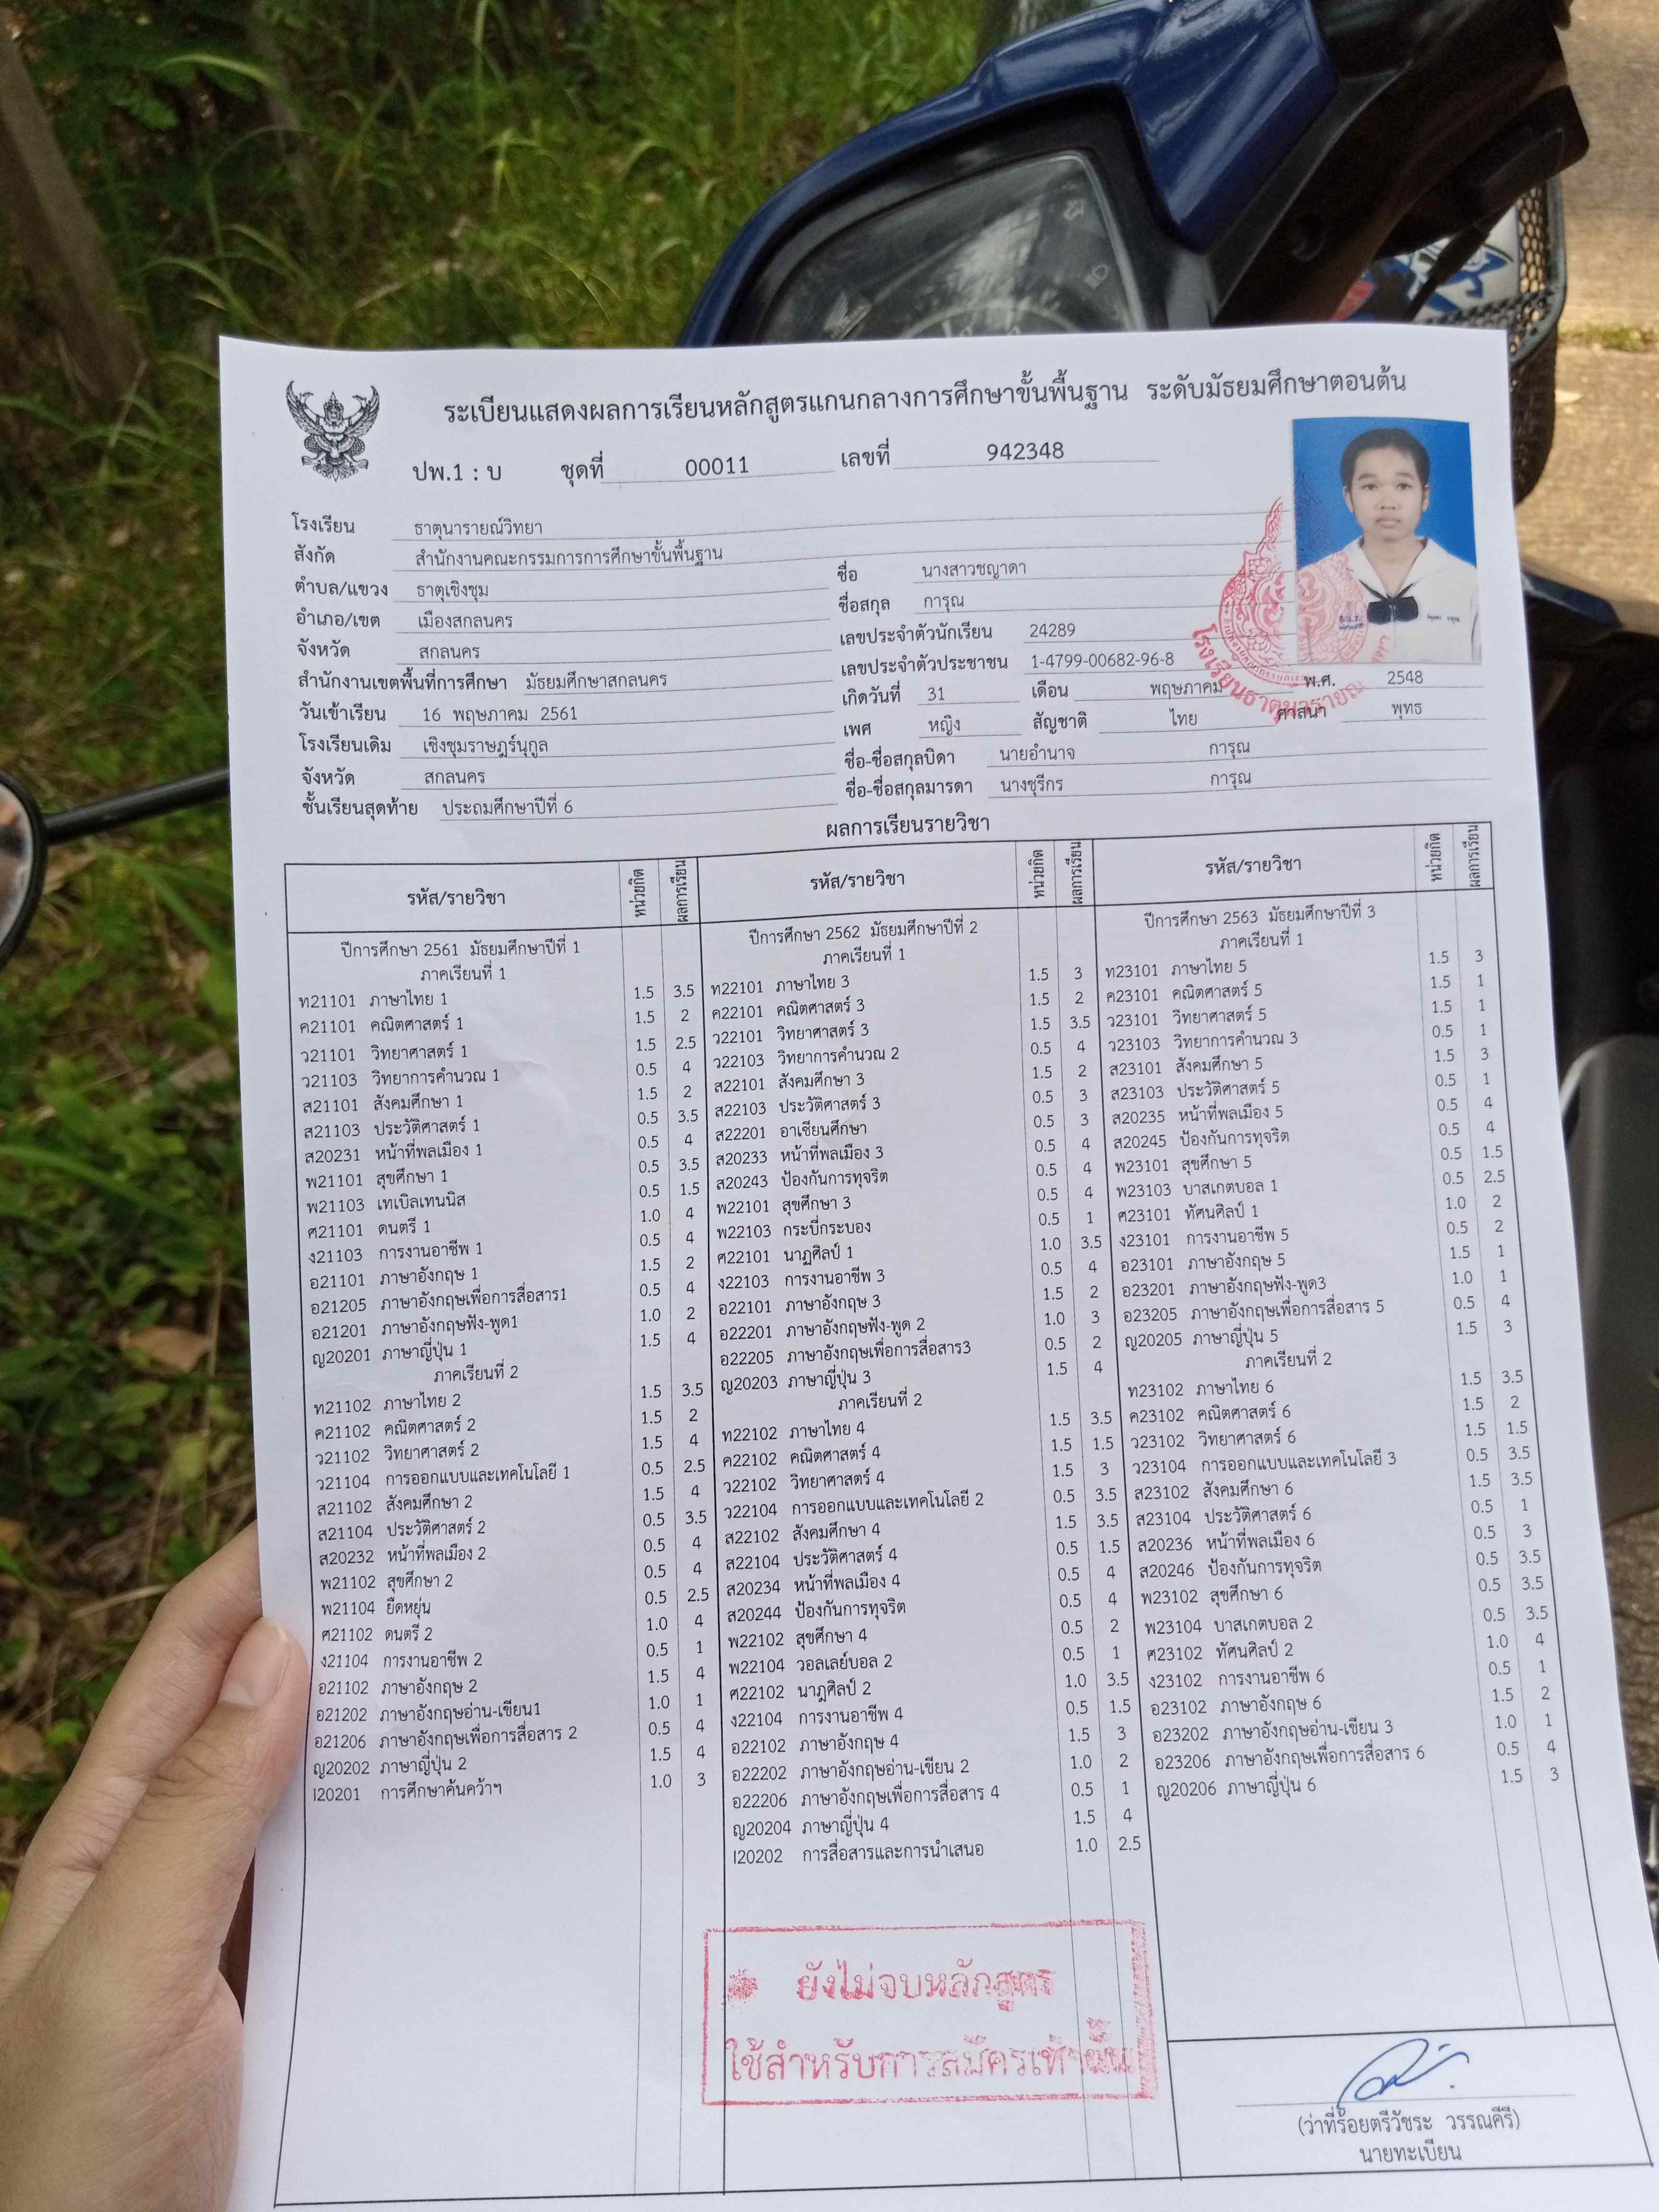 ระเบียนแสดงผลการเรียนหลักสูตรแกนกลางการศึกษาขั้นพื้นฐาน ระดับมัธยมศึกษาตอนต้น
ปพ.1 : บ ชุดที่ 00011 เลขที่ 942348
โรงเรียน ธาตุนารายณ์วิทยา
สังกัด สำนักงานคณะกรรมการการศึกษาขั้นพื้นฐาน
ตำบล/แขวง ธาตุเชิงชุม
อำเภอ/เขต เมืองสกลนคร
จังหวัด สกลนคร
สำนักงานเขตพื้นที่การศึกษา มัธยมศึกษาสกลนคร
วันเข้าเรียน 16 พฤษภาคม 2561
โรงเรียนเดิม เชิงชุมราษฎร์นุกูล
จังหวัด สกลนคร
ชั้นเรียนสุดท้าย ประถมศึกษาปีที่ 6
ชื่อ นางสาวชญาดา
ชื่อสกุล การุณ
เลขประจำตัวนักเรียน 24289
เลขประจำตัวประชาชน 1-4799-00682-96-8
เกิดวันที่ 31 เดือน พฤษภาคม พ.ศ. 2548
เพศ หญิง สัญชาติ ไทย ศาสนา พุทธ
ชื่อ-ชื่อสกุลบิดา นายอำนาจ การุณ
ชื่อ-ชื่อสกุลมารดา นางชุรีกร การุณ
ผลการเรียนรายวิชา
รหัส/รายวิชา หน่วยกิต ผลการเรียน
ปีการศึกษา 2561 มัธยมศึกษาปีที่ 1
ภาคเรียนที่ 1
ท21101 ภาษาไทย 1 1.5 3.5
ค21101 คณิตศาสตร์ 1 1.5 2
ว21101 วิทยาศาสตร์ 1 1.5 2.5
ว21103 วิทยาการคำนวณ 1 0.5 4
ส21101 สังคมศึกษา 1 1.5 2
ส21103 ประวัติศาสตร์ 1 0.5 3.5
ส20231 หน้าที่พลเมือง 1 0.5 4
พ21101 สุขศึกษา 1 0.5 3.5
พ21103 เทเบิลเทนนิส 0.5 1.5
ศ21101 ดนตรี 1 1.0 4
ง21103 การงานอาชีพ 1 0.5 4
อ21101 ภาษาอังกฤษ 1 1.5 2
อ21205 ภาษาอังกฤษเพื่อการสื่อสาร1 0.5 4
อ21201 ภาษาอังกฤษฟัง-พูด1 1.0 2
ญ20201 ภาษาญี่ปุ่น 1 1.5 4
ภาคเรียนที่ 2
ท21102 ภาษาไทย 2 1.5 3.5
ค21102 คณิตศาสตร์ 2 1.5 2
ว21102 วิทยาศาสตร์ 2 1.5 4
ว21104 การออกแบบและเทคโนโลยี 1 0.5 2.5
ส21102 สังคมศึกษา 2 1.5 4
ส21104 ประวัติศาสตร์ 2 0.5 3.5
ส20232 หน้าที่พลเมือง 2 0.5 4
พ21102 สุขศึกษา 2 0.5 4
พ21104 ยืดหยุ่น 0.5 2.5
ศ21102 ดนตรี 2 1.0 4
ง21104 การงานอาชีพ 2 0.5 1
อ21102 ภาษาอังกฤษ 2 1.5 4
อ21202 ภาษาอังกฤษอ่าน-เขียน1 1.0 1
อ21206 ภาษาอังกฤษเพื่อการสื่อสาร 2 0.5 4
ญ20202 ภาษาญี่ปุ่น 2 1.5 4
I20201 การศึกษาค้นคว้าฯ 1.0 3
รหัส/รายวิชา หน่วยกิต ผลการเรียน
ปีการศึกษา 2562 มัธยมศึกษาปีที่ 2
ภาคเรียนที่ 1
ท22101 ภาษาไทย 3 1.5 3
ค22101 คณิตศาสตร์ 3 1.5 2
ว22101 วิทยาศาสตร์ 3 1.5 3.5
ว22103 วิทยาการคำนวณ 2 0.5 4
ส22101 สังคมศึกษา 3 1.5 2
ส22103 ประวัติศาสตร์ 3 0.5 3
ส22201 อาเซียนศึกษา 0.5 3
ส20233 หน้าที่พลเมือง 3 0.5 4
ส20243 ป้องกันการทุจริต 0.5 4
พ22101 สุขศึกษา 3 0.5 4
พ22103 กระบี่กระบอง 0.5 1
ศ22101 นาฏศิลป์ 1 1.0 3.5
ง22103 การงานอาชีพ 3 0.5 4
อ22101 ภาษาอังกฤษ 3 1.5 2
อ22201 ภาษาอังกฤษฟัง-พูด 2 1.0 3
อ22205 ภาษาอังกฤษเพื่อการสื่อสาร3 0.5 2
ญ20203 ภาษาญี่ปุ่น 3 1.5 4
ภาคเรียนที่ 2
ท22102 ภาษาไทย 4 1.5 3.5
ค22102 คณิตศาสตร์ 4 1.5 1.5
ว22102 วิทยาศาสตร์ 4 1.5 3
ว22104 การออกแบบและเทคโนโลยี 2 0.5 3.5
ส22102 สังคมศึกษา 4 1.5 3.5
ส22104 ประวัติศาสตร์ 4 0.5 1.5
ส20234 หน้าที่พลเมือง 4 0.5 4
ส20244 ป้องกันการทุจริต 0.5 4
พ22102 สุขศึกษา 4 0.5 2
พ22104 วอลเลย์บอล 2 0.5 1
ศ22102 นาฏศิลป์ 2 1.0 3.5
ง22104 การงานอาชีพ 4 0.5 1.5
อ22102 ภาษาอังกฤษ 4 1.5 3
อ22202 ภาษาอังกฤษอ่าน-เขียน 2 1.0 2
อ22206 ภาษาอังกฤษเพื่อการสื่อสาร 4 0.5 1
ญ20204 ภาษาญี่ปุ่น 4 1.5 4
I20202 การสื่อสารและการนำเสนอ 1.0 2.5
รหัส/รายวิชา หน่วยกิต ผลการเรียน
ปีการศึกษา 2563 มัธยมศึกษาปีที่ 3
ภาคเรียนที่ 1
ท23101 ภาษาไทย 5 1.5 3
ค23101 คณิตศาสตร์ 5 1.5 1
ว23101 วิทยาศาสตร์ 5 1.5 1
ว23103 วิทยาการคำนวณ 3 0.5 1
ส23101 สังคมศึกษา 5 1.5 3
ส23103 ประวัติศาสตร์ 5 0.5 1
ส20235 หน้าที่พลเมือง 5 0.5 4
ส20245 ป้องกันการทุจริต 0.5 4
พ23101 สุขศึกษา 5 0.5 1.5
พ23103 บาสเกตบอล 1 0.5 2.5
ศ23101 ทัศนศิลป์ 1 1.0 2
ง23101 การงานอาชีพ 5 0.5 2
อ23101 ภาษาอังกฤษ 5 1.5 1
อ23201 ภาษาอังกฤษฟัง-พูด3 1.0 1
อ23205 ภาษาอังกฤษเพื่อการสื่อสาร 5 0.5 4
ญ20205 ภาษาญี่ปุ่น 5 1.5 3
ภาคเรียนที่ 2
ท23102 ภาษาไทย 6 1.5 3.5
ค23102 คณิตศาสตร์ 6 1.5 2
ว23102 วิทยาศาสตร์ 6 1.5 1.5
ว23104 การออกแบบและเทคโนโลยี 3 0.5 3.5
ส23102 สังคมศึกษา 6 1.5 3.5
ส23104 ประวัติศาสตร์ 6 0.5 1
ส20236 หน้าที่พลเมือง 6 0.5 3
ส20246 ป้องกันการทุจริต 0.5 3.5
พ23102 สุขศึกษา 6 0.5 3.5
พ23104 บาสเกตบอล 2 0.5 3.5
ศ23102 ทัศนศิลป์ 2 1.0 4
ง23102 การงานอาชีพ 6 0.5 1
อ23102 ภาษาอังกฤษ 6 1.5 2
อ23202 ภาษาอังกฤษอ่าน-เขียน 3 1.0 1
อ23206 ภาษาอังกฤษเพื่อการสื่อสาร 6 0.5 4
ญ20206 ภาษาญี่ปุ่น 6 1.5 3
ยังไม่จบหลักสูตร
ใช้สำหรับการสมัครเท่านั้น
(ว่าที่ร้อยตรีวัชระ วรรณคีรี)
นายทะเบียน